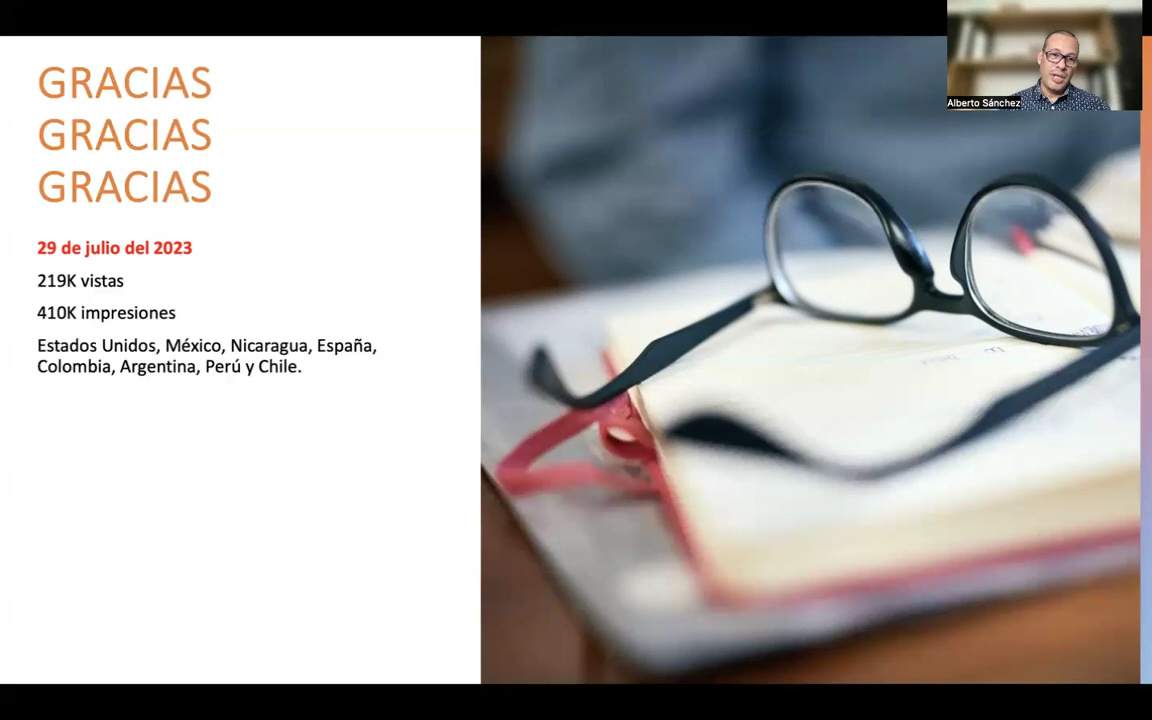 GRACIAS
GRACIAS
GRACIAS
29 de julio del 2023
219K vistas
410K impresiones
Estados Unidos, México, Nicaragua, España,
Colombia, Argentina, Perú y Chile.
Alberto Sánchez